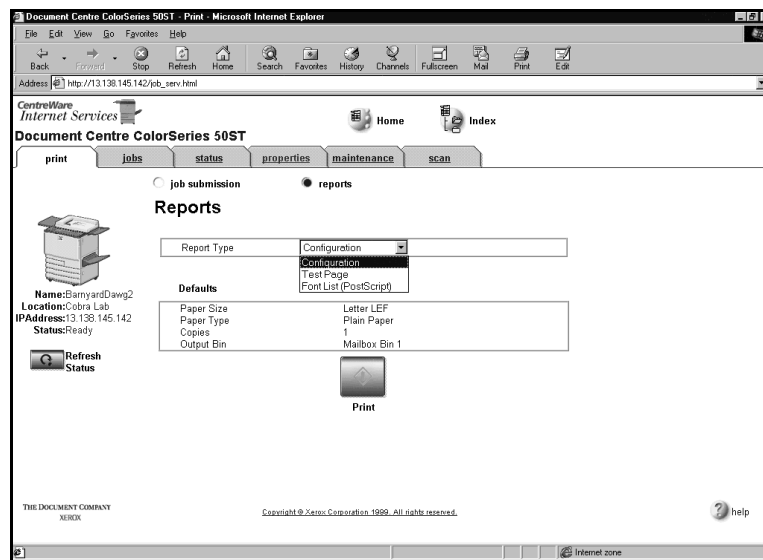 Document Centre ColorSeries 50ST - Print - Microsoft Internet Explorer
File Edit View Go Favorites Help
Back Forward Stop Refresh Home Search Favorites History Channels Fullscreen Mail Print Edit
Address http://13.138.145.142/job_serv.html
CentreWare
Internet Services
Home Index
Document Centre ColorSeries 50ST
print jobs status properties maintenance scan
job submission reports
Reports
Report Type Configuration
Configuration
Test Page
Font List (PostScript)
Defaults
Paper Size Letter LEF
Paper Type Plain Paper
Copies 1
Output Bin Mailbox Bin 1
Name:BarnyardDawg2
Location:Cobra Lab
IPAddress:13.138.145.142
Status:Ready
Refresh
Status
Print
THE DOCUMENT COMPANY
XEROX
Copyright © Xerox Corporation 1999. All rights reserved.
help
Internet zone